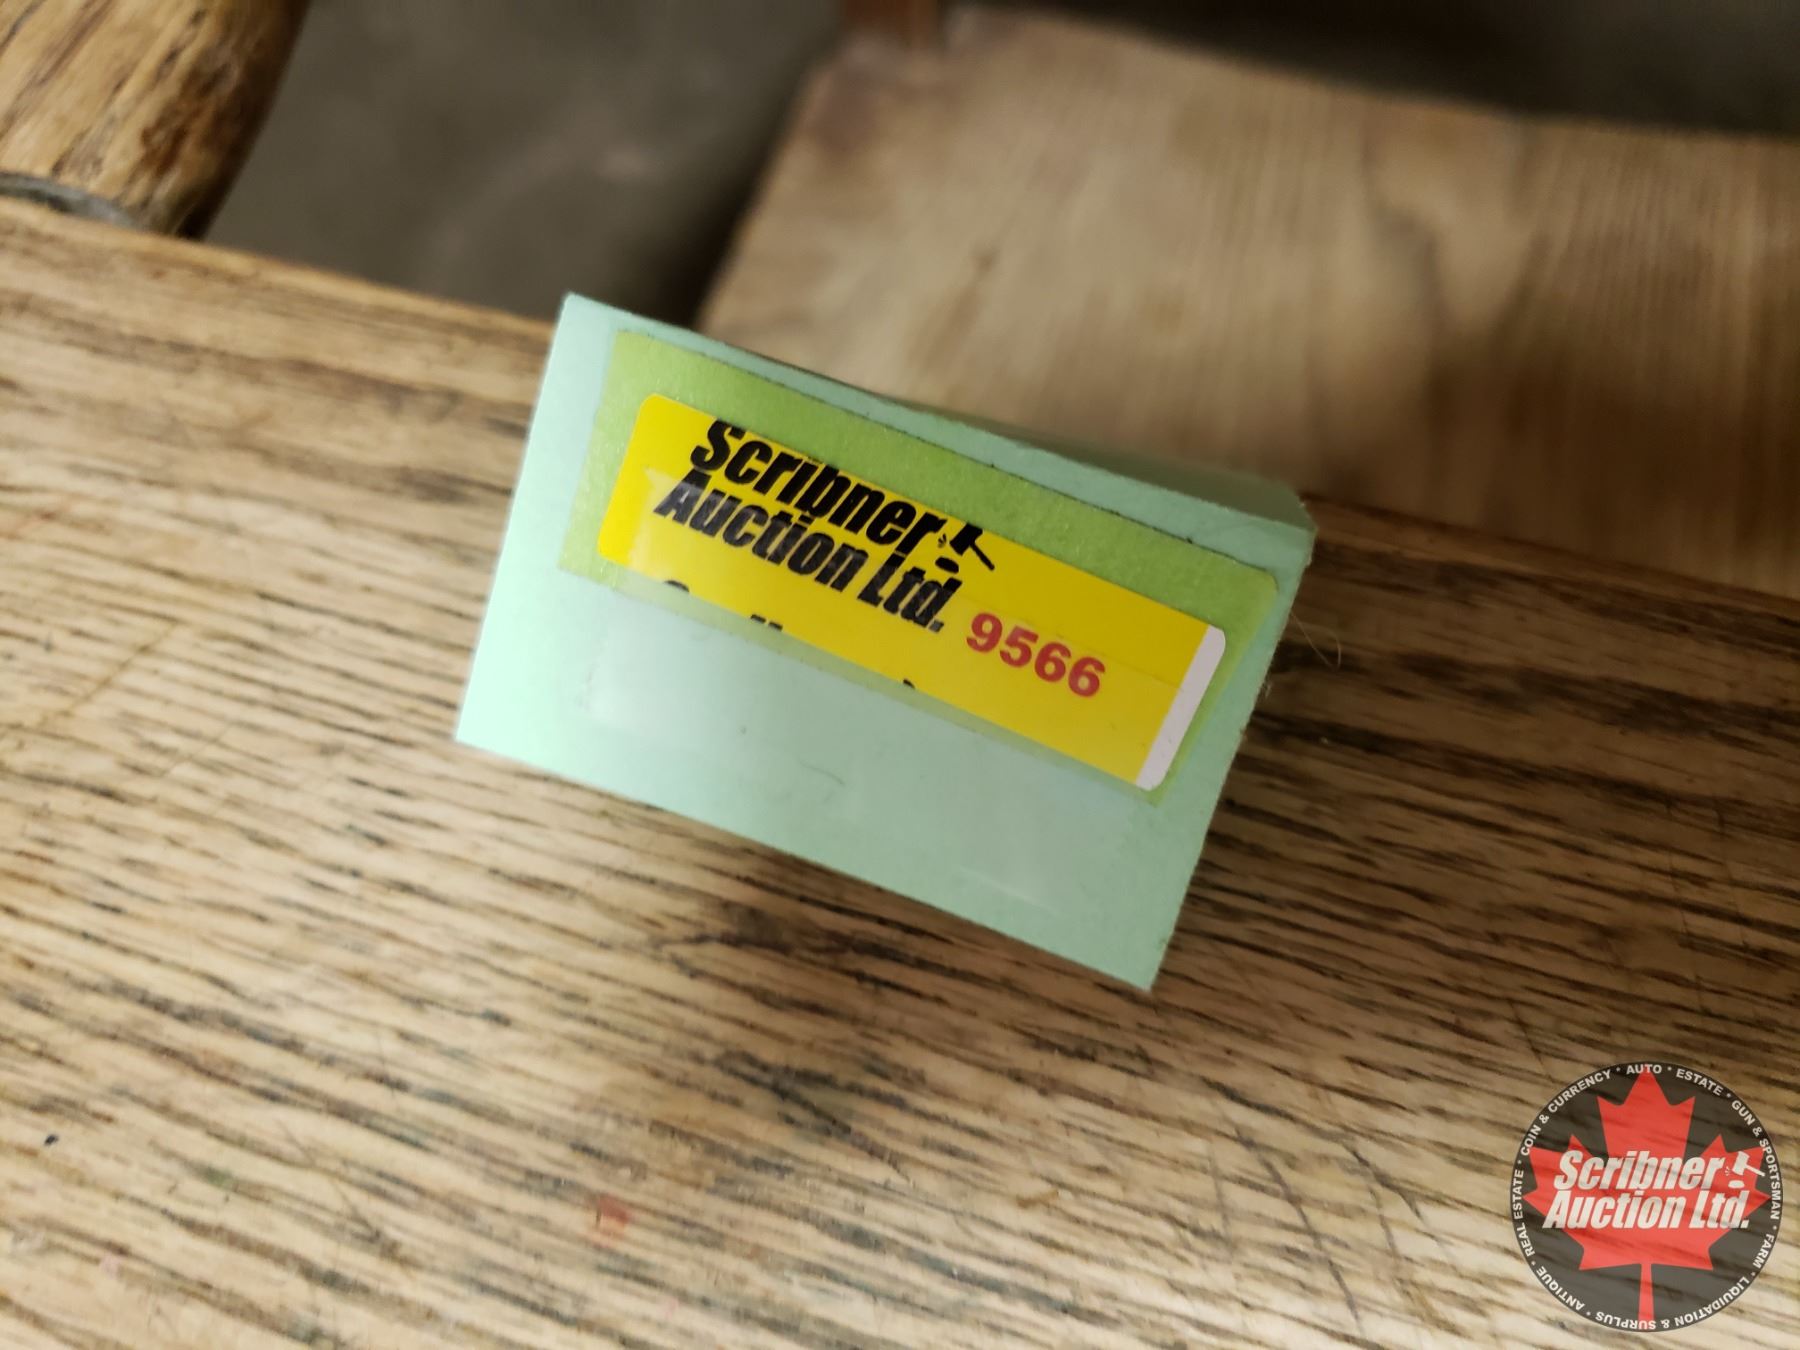 Scribner
Auction Ltd.
9566
COIN & CURRENCY * AUTO * ESTATE * GUN & SPORTSMAN * FARM * LIQUIDATION & SURPLUS * ANTIQUE * REAL ESTATE *
Scribner
Auction Ltd.